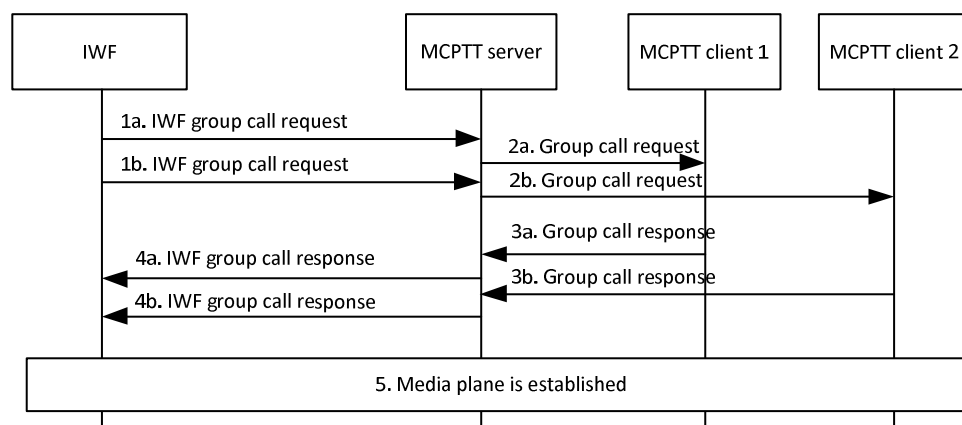 IWF
MCPTT server
MCPTT client 1
MCPTT client 2
1a. IWF group call request
2a. Group call request
1b. IWF group call request
2b. Group call request
3a. Group call response
4a. IWF group call response
3b. Group call response
4b. IWF group call response
5. Media plane is established